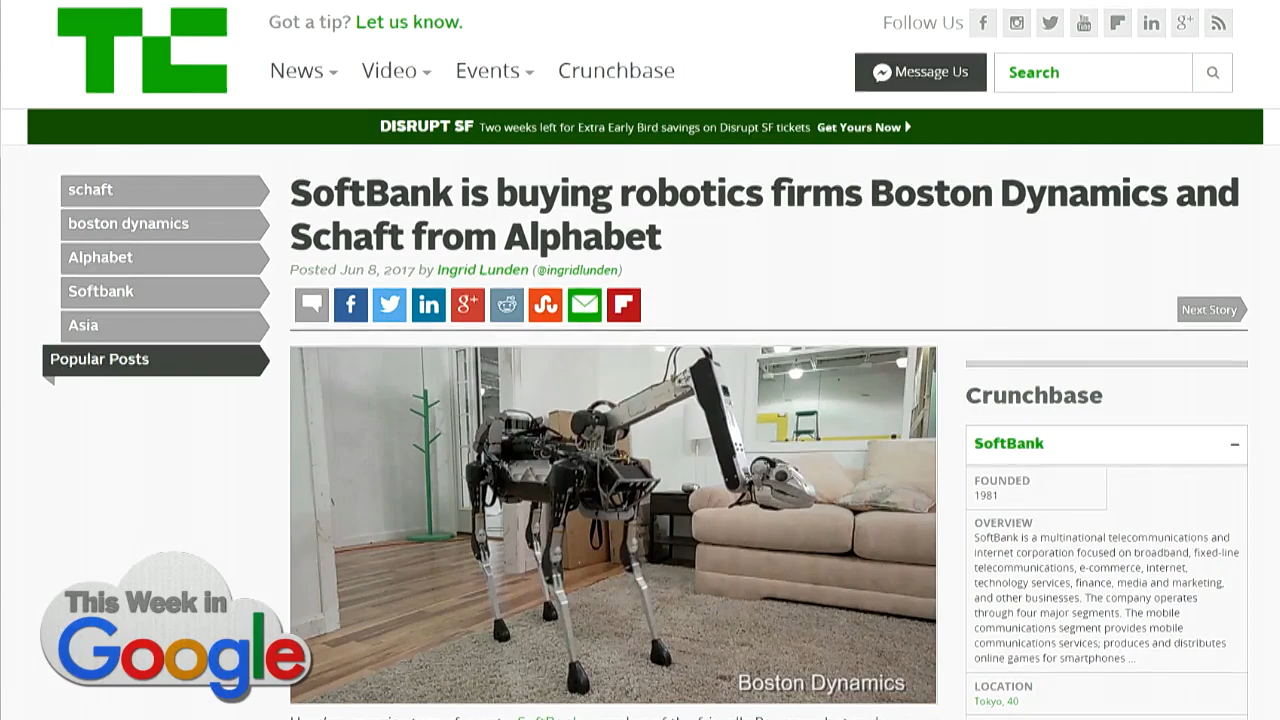 TC
Got a tip? Let us know.
Follow Us
News Video Events Crunchbase
Message Us
Search
DISRUPT SF Two weeks left for Extra Early Bird savings on Disrupt SF tickets Get Yours Now
schaft
boston dynamics
Alphabet
Softbank
Asia
Popular Posts
SoftBank is buying robotics firms Boston Dynamics and
Schaft from Alphabet
Posted Jun 8, 2017 by Ingrid Lunden (@ingridlunden)
Next Story
Boston Dynamics
Crunchbase
SoftBank
FOUNDED
1981
OVERVIEW
SoftBank is a multinational telecommunications and
internet corporation focused on broadband, fixed-line
telecommunications, e-commerce, internet,
technology services, finance, media and marketing,
and other businesses. The company operates
through four major segments. The mobile
communications segment provides mobile
communications services; produces and distributes
online games for smartphones ...
LOCATION
Tokyo, 40
This Week in
Google